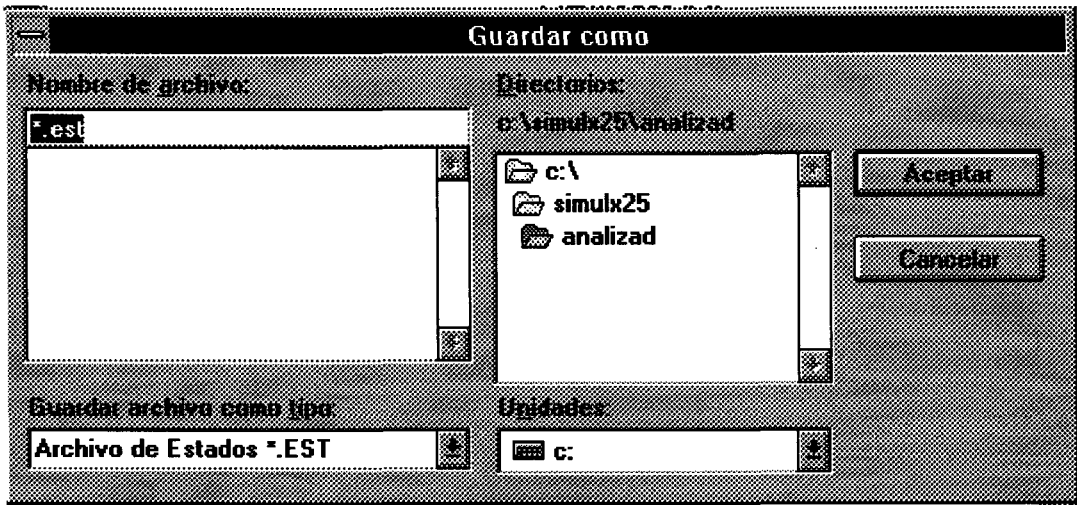 Guardar como
Nombre de archivo:
*.est
Guardar archivo como tipo:
Archivo de Estados *.EST
Directorios:
c:\simulx25\analizad
c:\
simulx25
analizad
Unidades:
c:
Aceptar
Cancelar